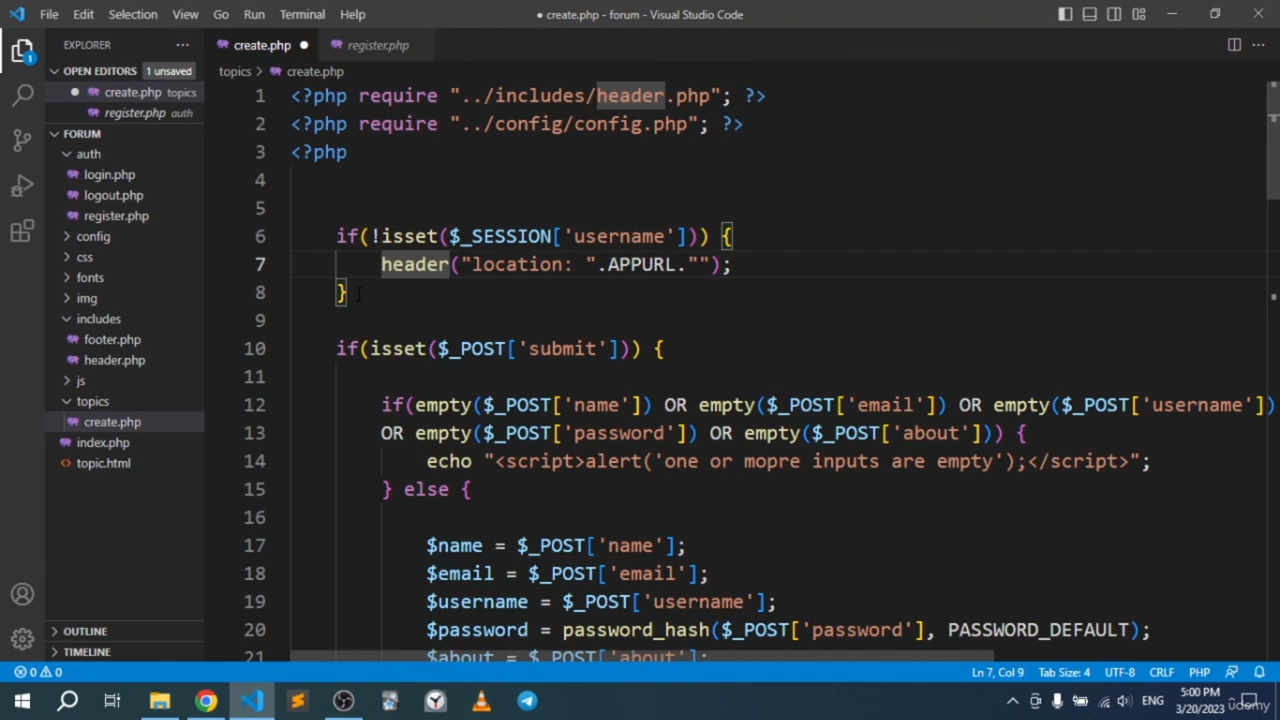 File Edit Selection View Go Run Terminal Help
● create.php - forum - Visual Studio Code
EXPLORER
create.php
register.php
OPEN EDITORS 1 unsaved
topics > create.php
create.php topics
register.php auth
FORUM
auth
login.php
logout.php
register.php
config
css
fonts
img
includes
footer.php
header.php
js
topics
create.php
index.php
topic.html
OUTLINE
TIMELINE
1 <?php require "../includes/header.php"; ?>
2 <?php require "../config/config.php"; ?>
3 <?php
4
5
6 if(!isset($_SESSION['username'])) {
7 header("location: ".APPURL."");
8 }
9
10 if(isset($_POST['submit'])) {
11
12 if(empty($_POST['name']) OR empty($_POST['email']) OR empty($_POST['username'])
13 OR empty($_POST['password']) OR empty($_POST['about'])) {
14 echo "<script>alert('one or mopre inputs are empty');</script>";
15 } else {
16
17 $name = $_POST['name'];
18 $email = $_POST['email'];
19 $username = $_POST['username'];
20 $password = password_hash($_POST['password'], PASSWORD_DEFAULT);
21 $about = $_POST['about'];
0 0 Ln 7, Col 9 Tab Size: 4 UTF-8 CRLF PHP
ENG 5:00 PM
3/20/2023
udemy